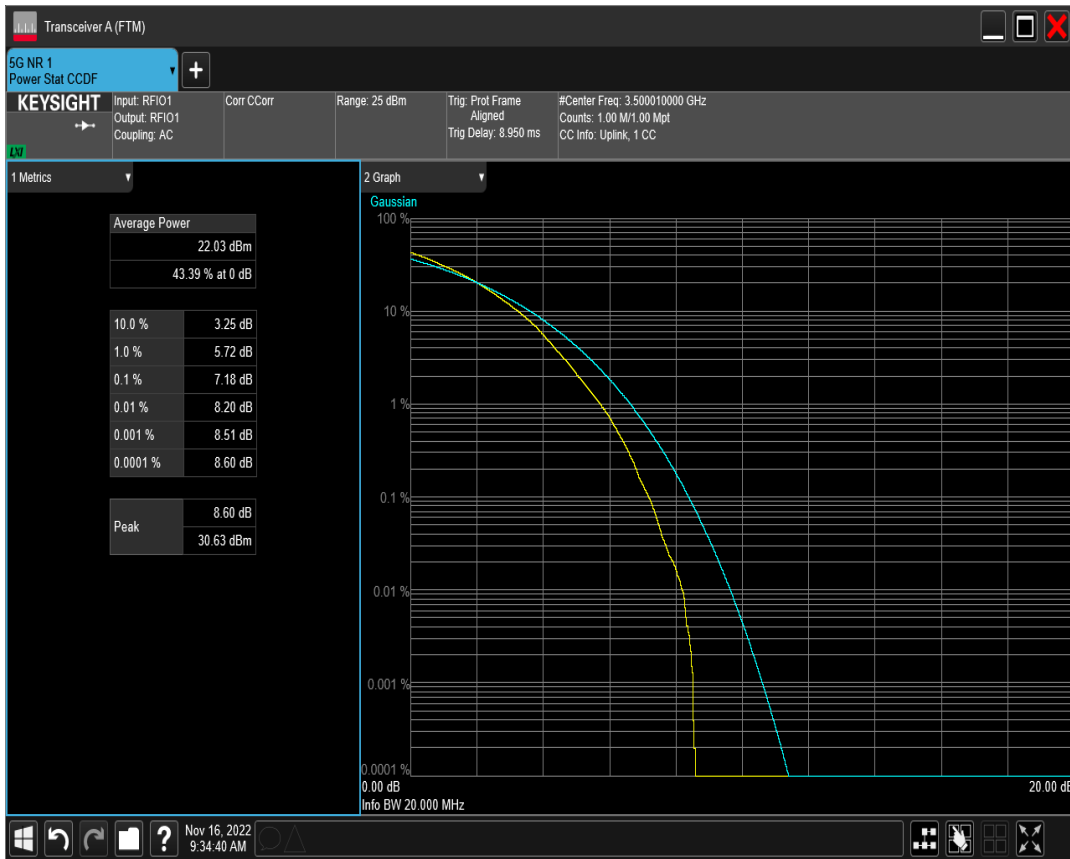 Transceiver A (FTM)
5G NR 1
Power Stat CCDF
+
KEYSIGHT
LXI
Input: RFIO1
Output: RFIO1
Coupling: AC
Corr CCorr
Range: 25 dBm
Trig: Prot Frame
Aligned
Trig Delay: 8.950 ms
#Center Freq: 3.500010000 GHz
Counts: 1.00 M/1.00 Mpt
CC Info: Uplink, 1 CC
1 Metrics
Average Power
22.03 dBm
43.39 % at 0 dB
10.0 % 3.25 dB
1.0 % 5.72 dB
0.1 % 7.18 dB
0.01 % 8.20 dB
0.001 % 8.51 dB
0.0001 % 8.60 dB
Peak 8.60 dB
30.63 dBm
2 Graph
Gaussian
100 %
10 %
1 %
0.1 %
0.01 %
0.001 %
0.0001 %
0.00 dB 20.00 dB
Info BW 20.000 MHz
? Nov 16, 2022
9:34:40 AM